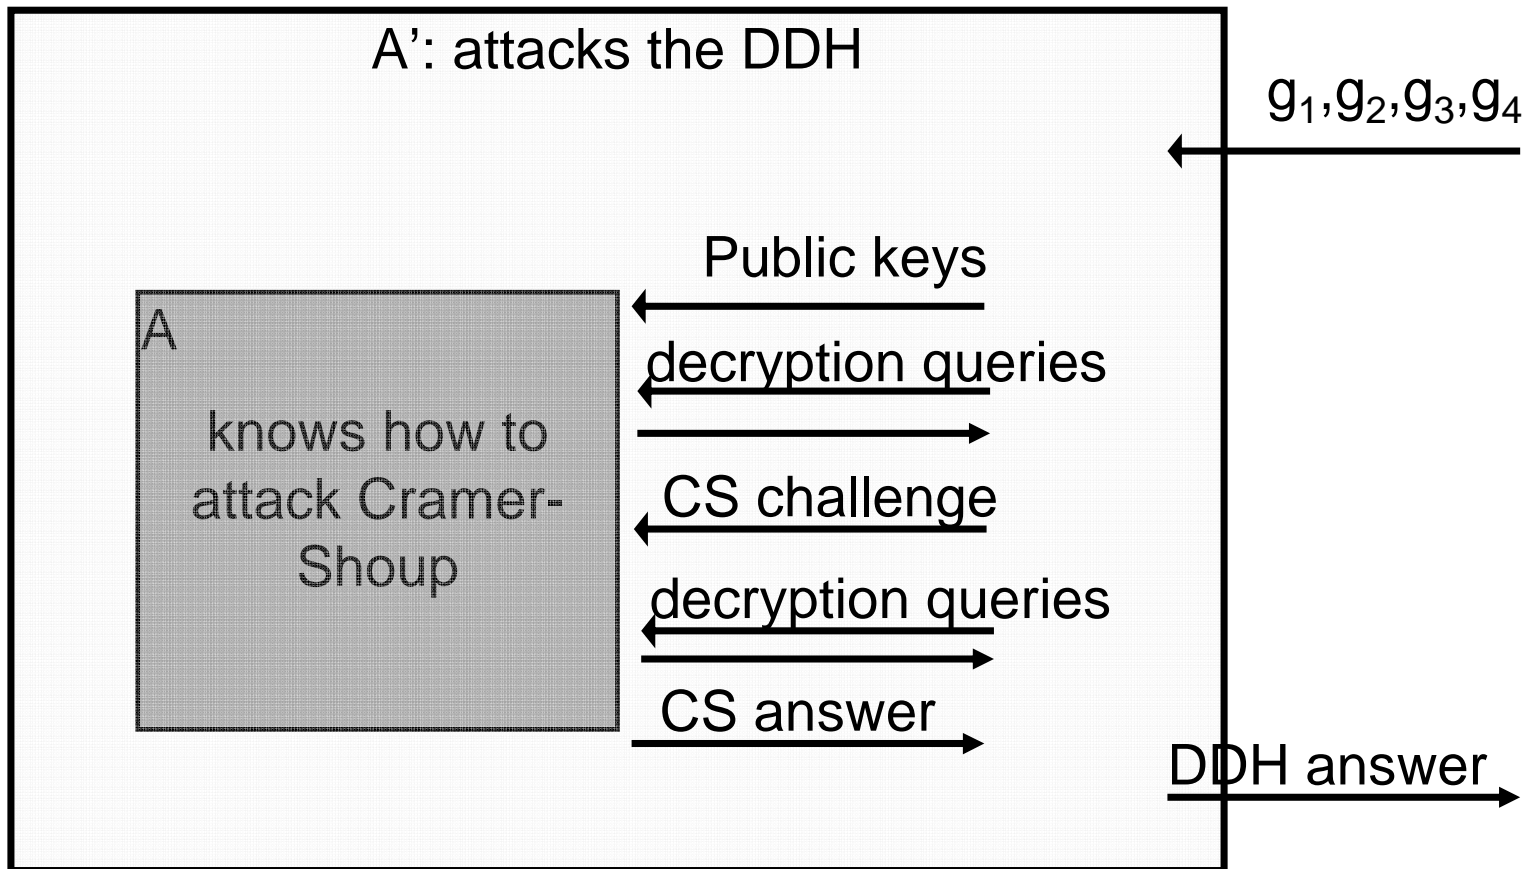 A’: attacks the DDH
g₁,g₂,g₃,g₄
Public keys
A
decryption queries
knows how to
attack Cramer-
Shoup
CS challenge
decryption queries
CS answer
DDH answer